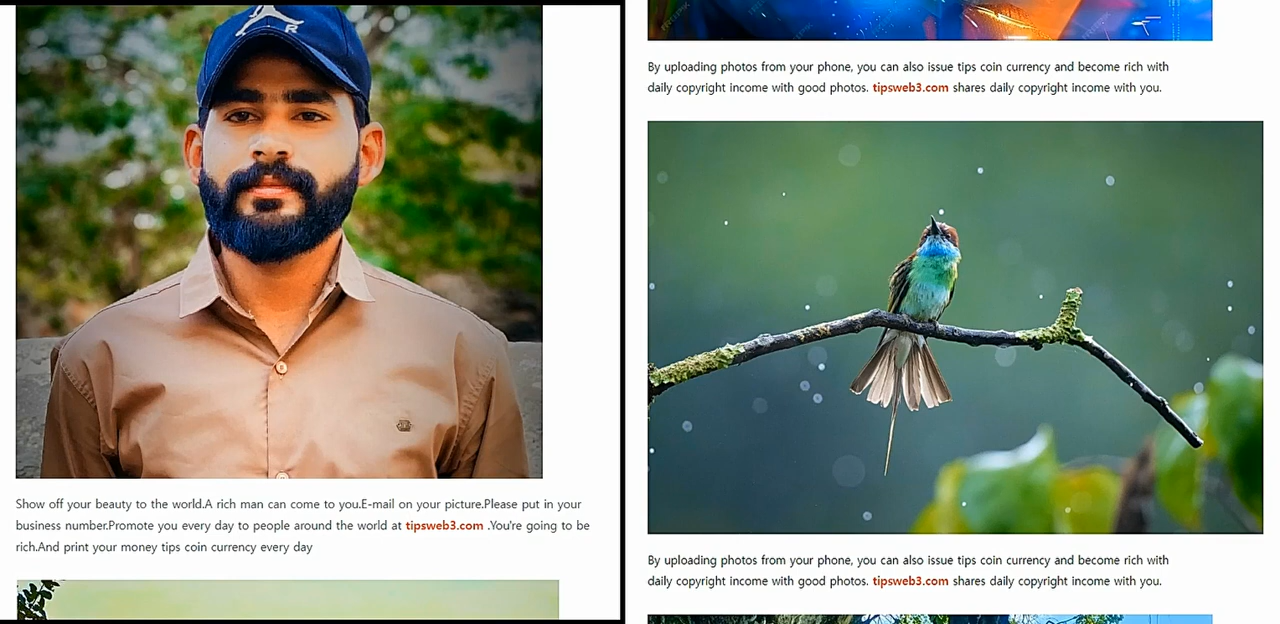 R
Show off your beauty to the world.A rich man can come to you.E-mail on your picture.Please put in your
business number.Promote you every day to people around the world at tipsweb3.com .You're going to be
rich.And print your money tips coin currency every day
By uploading photos from your phone, you can also issue tips coin currency and become rich with
daily copyright income with good photos. tipsweb3.com shares daily copyright income with you.
By uploading photos from your phone, you can also issue tips coin currency and become rich with
daily copyright income with good photos. tipsweb3.com shares daily copyright income with you.